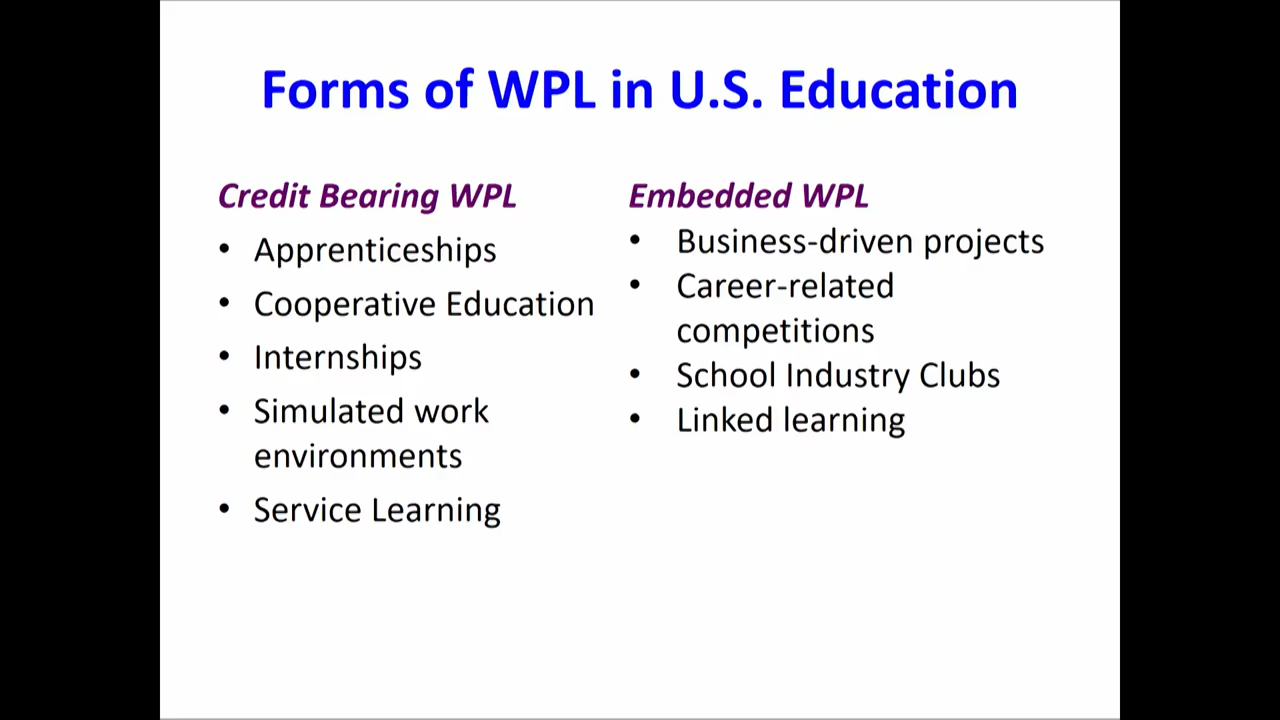 Forms of WPL in U.S. Education
Credit Bearing WPL
• Apprenticeships
• Cooperative Education
• Internships
• Simulated work
environments
• Service Learning
Embedded WPL
• Business-driven projects
• Career-related
competitions
• School Industry Clubs
• Linked learning